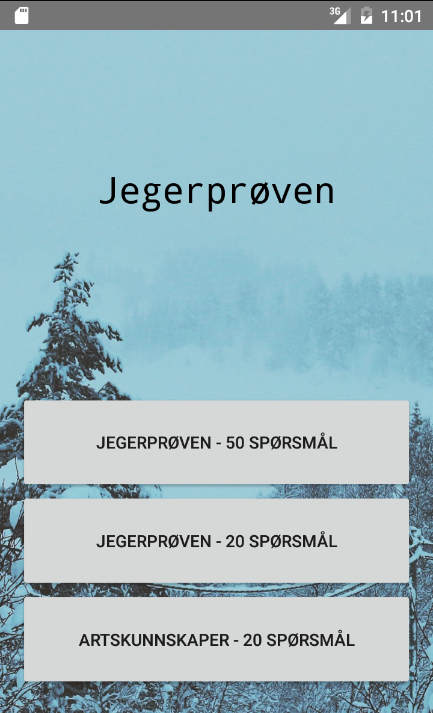 3G 11:01
Jegerprøven
JEGERPRØVEN - 50 SPØRSMÅL
JEGERPRØVEN - 20 SPØRSMÅL
ARTSKUNNSKAPER - 20 SPØRSMÅL